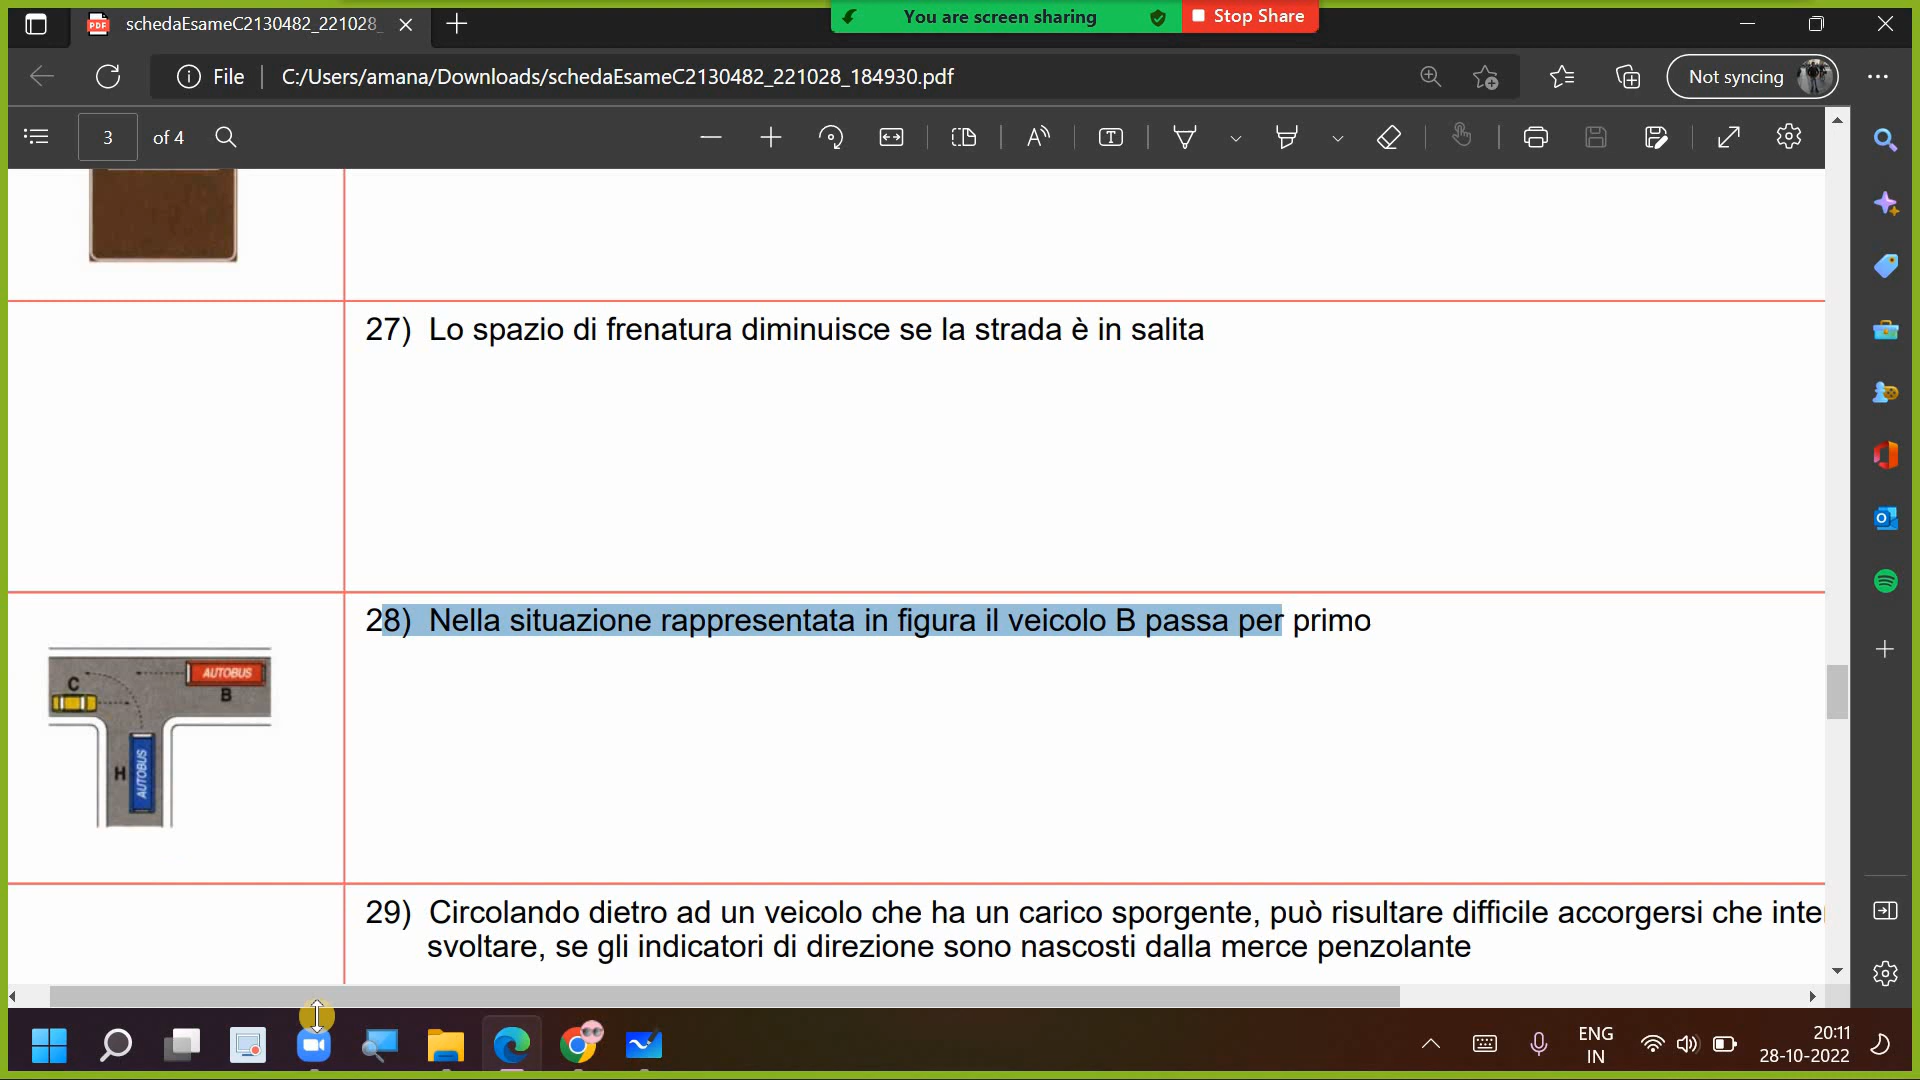 schedaEsameC2130482_221028_
You are screen sharing
Stop Share
File
C:/Users/amana/Downloads/schedaEsameC2130482_221028_184930.pdf
Not syncing
3
of 4
27) Lo spazio di frenatura diminuisce se la strada è in salita
28) Nella situazione rappresentata in figura il veicolo B passa per primo
C
AUTOBUS
B
H
AUTOBUS
29) Circolando dietro ad un veicolo che ha un carico sporgente, può risultare difficile accorgersi che inte
svoltare, se gli indicatori di direzione sono nascosti dalla merce penzolante
ENG
IN
20:11
28-10-2022